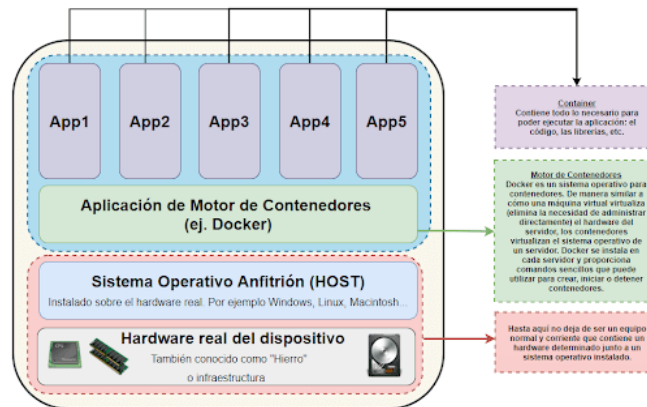 App1
App2
App3
App4
App5
Aplicación de Motor de Contenedores
(ej. Docker)
Sistema Operativo Anfitrión (HOST)
Instalado sobre el hardware real. Por ejemplo Windows, Linux, Macintosh...
Hardware real del dispositivo
También conocido como "Hierro"
o infraestructura
Container
Contiene todo lo necesario para
poder ejecutar la aplicación: el
código, las librerías, etc.
Motor de Contenedores
Docker es un sistema operativo para
contenedores. De manera similar a
cómo una máquina virtual virtualiza
(elimina la necesidad de administrar
directamente) el hardware del
servidor, los contenedores
virtualizan el sistema operativo de
un servidor. Docker se instala en
cada servidor y proporciona
comandos sencillos que puede
utilizar para crear, iniciar o detener
contenedores.
Hasta aquí no deja de ser un equipo
normal y corriente que contiene un
hardware determinado junto a un
sistema operativo instalado.